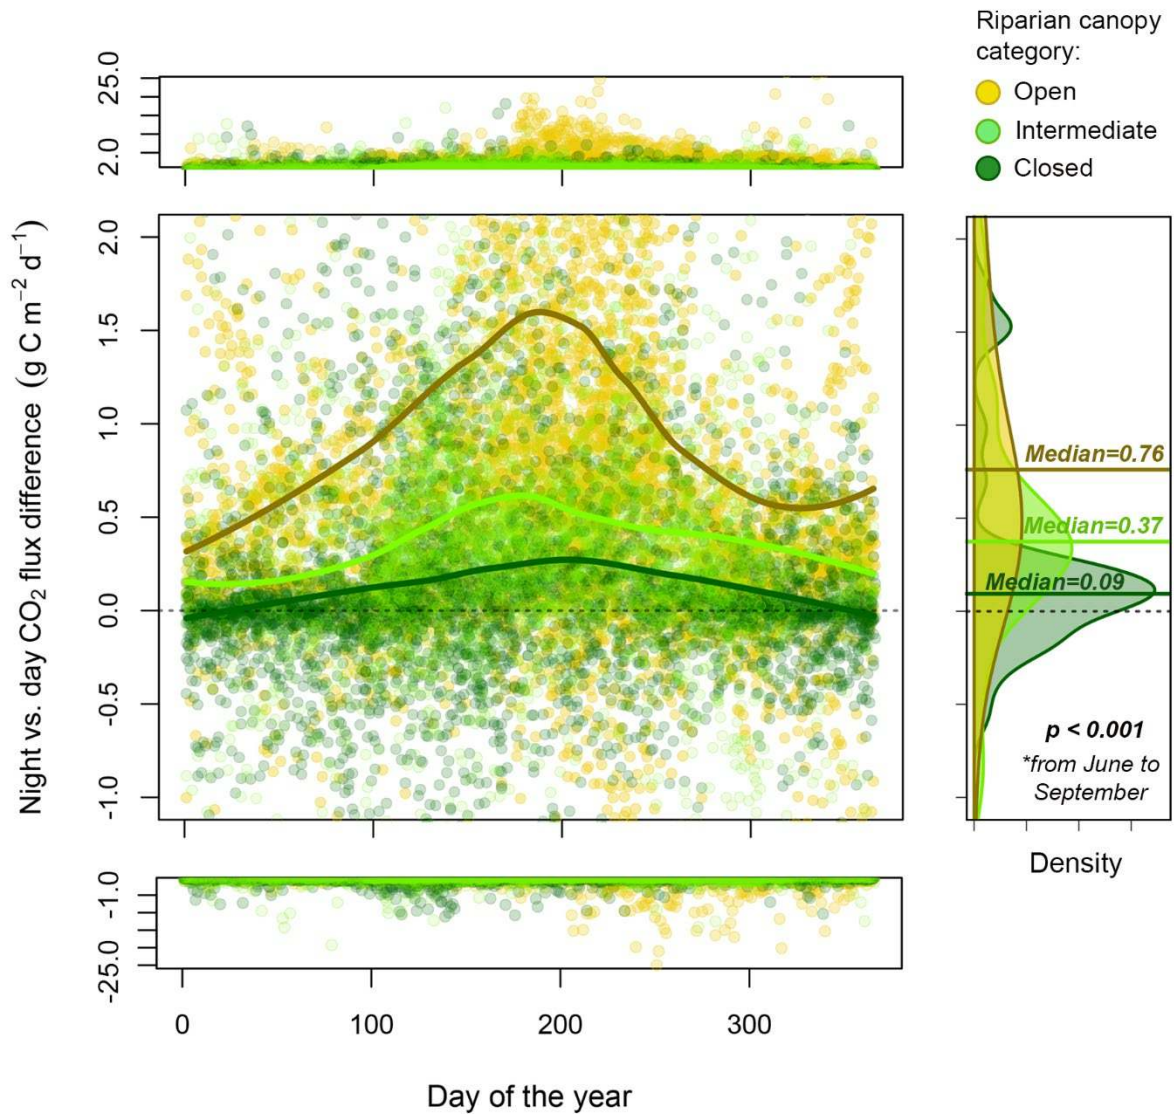 Riparian canopy
category:
Open
Intermediate
Closed
25.0
2.0
Night vs. day CO₂ flux difference (g C m⁻² d⁻¹)
2.0
1.5
1.0
0.5
0.0
-0.5
-1.0
Median=0.76
Median=0.37
Median=0.09
p < 0.001
*from June to
September
Density
-1.0
-25.0
0 100 200 300
Day of the year